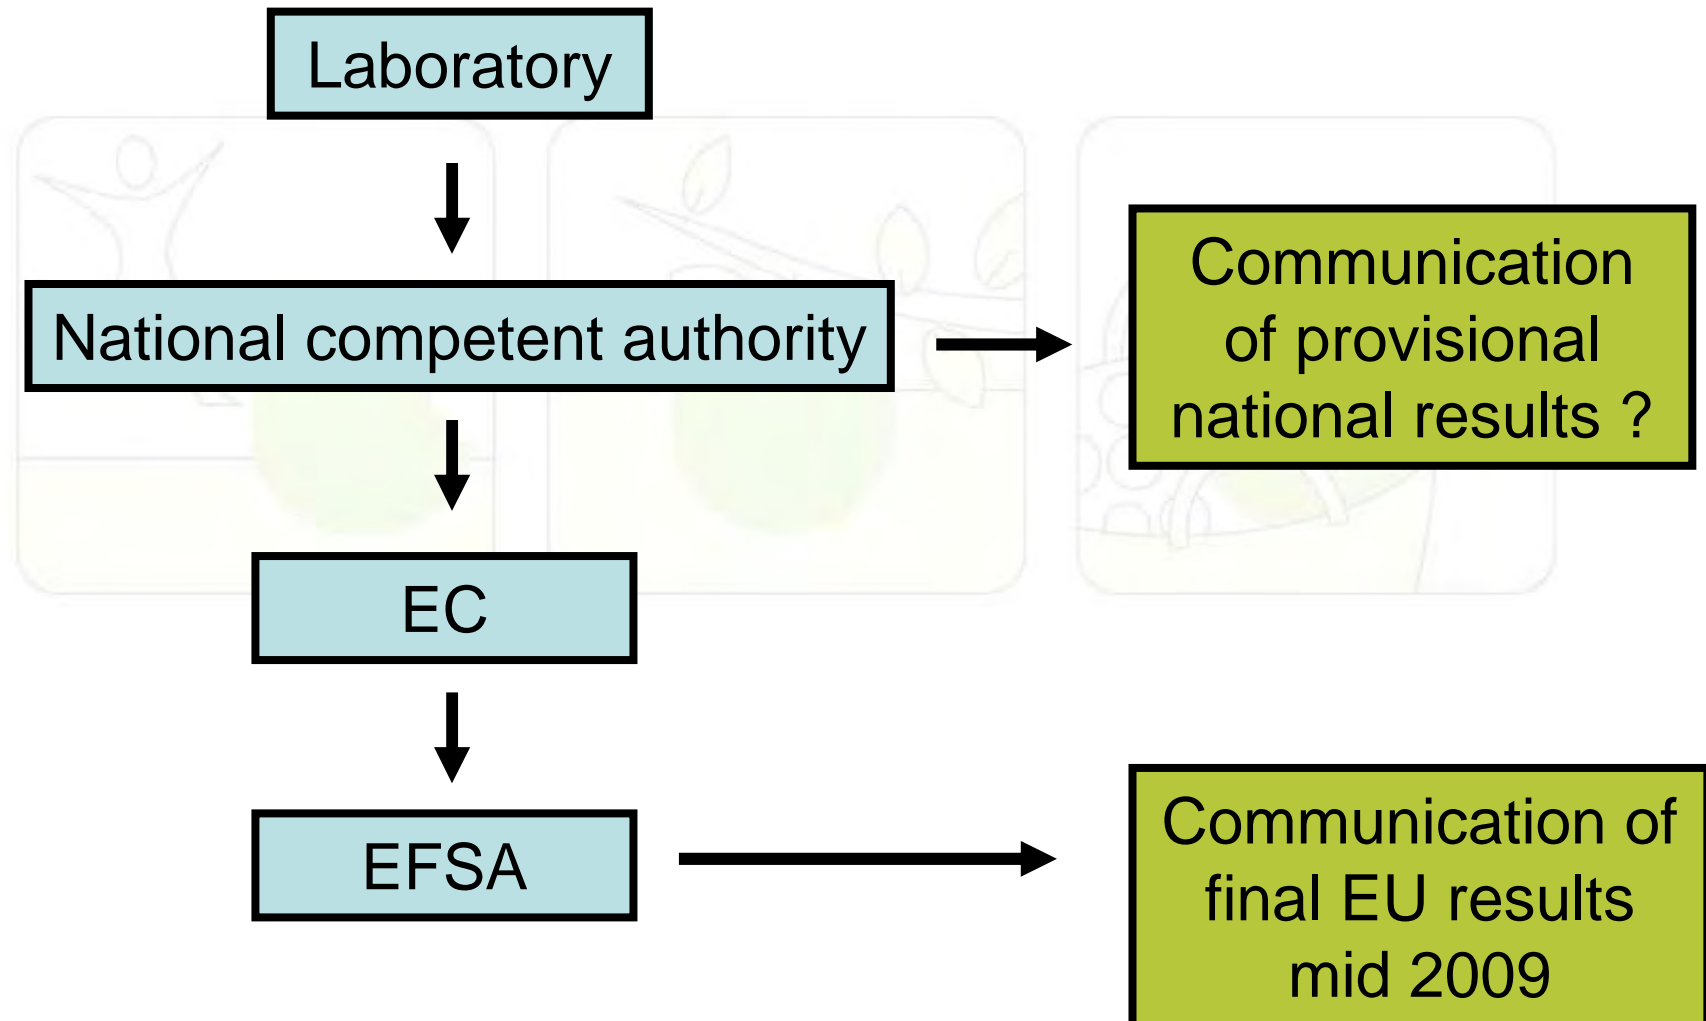 Laboratory
National competent authority
Communication
of provisional
national results ?
EC
EFSA
Communication of
final EU results
mid 2009